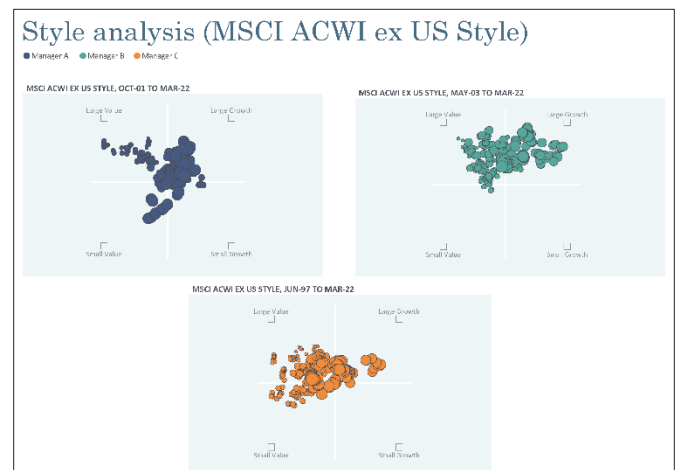 Style analysis (MSCI ACWI ex US Style)
Manager A Manager B Manager C
MSCI ACWI EX US STYLE, OCT-01 TO MAR-22
Large Value Large Growth
Small Value Small Growth
MSCI ACWI EX US STYLE, MAY-03 TO MAR-22
Large Value Large Growth
Small Value Small Growth
MSCI ACWI EX US STYLE, JUN-97 TO MAR-22
Large Value Large Growth
Small Value Small Growth